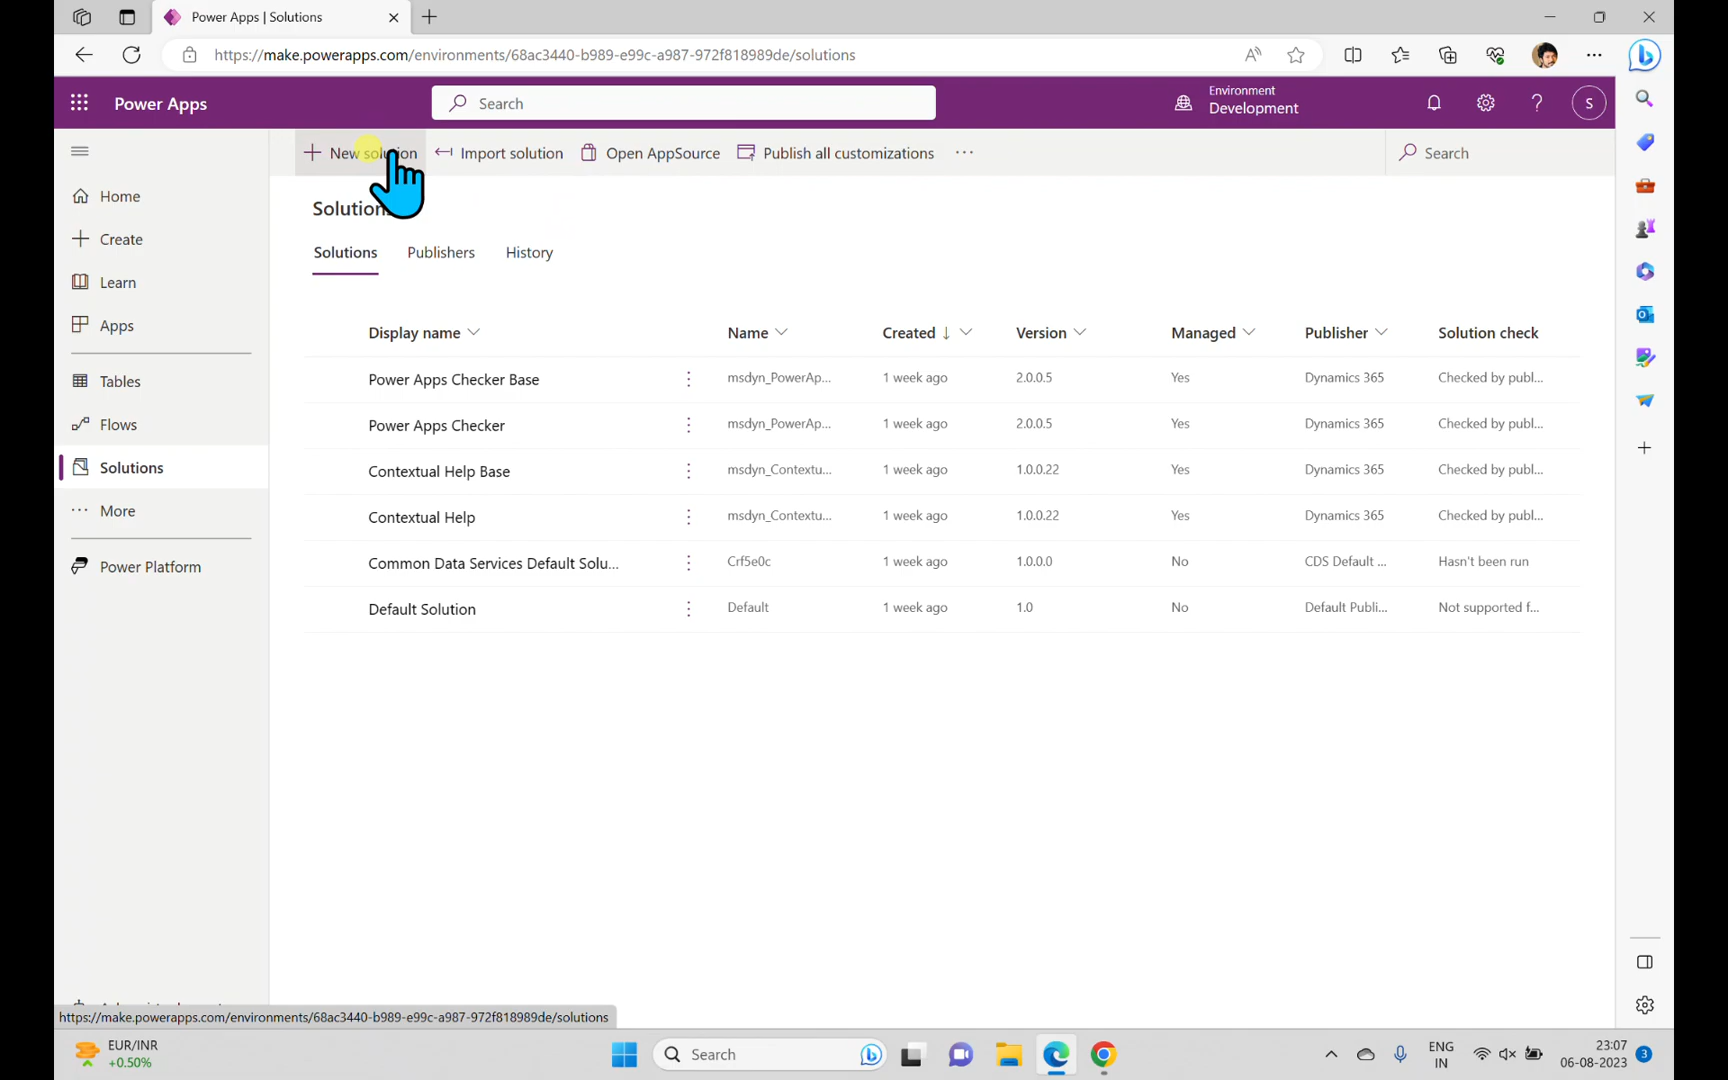 Power Apps | Solutions
https://make.powerapps.com/environments/68ac3440-b989-e99c-a987-972f818989de/solutions
Power Apps
Search
Environment
Development
S
New solution
Import solution
Open AppSource
Publish all customizations
Search
Home
Create
Learn
Apps
Tables
Flows
Solutions
More
Power Platform
Solutions
Solutions Publishers History
Display name Name Created Version Managed Publisher Solution check
Power Apps Checker Base msdyn_PowerAp... 1 week ago 2.0.0.5 Yes Dynamics 365 Checked by publ...
Power Apps Checker msdyn_PowerAp... 1 week ago 2.0.0.5 Yes Dynamics 365 Checked by publ...
Contextual Help Base msdyn_Contextu... 1 week ago 1.0.0.22 Yes Dynamics 365 Checked by publ...
Contextual Help msdyn_Contextu... 1 week ago 1.0.0.22 Yes Dynamics 365 Checked by publ...
Common Data Services Default Solu... Crf5e0c 1 week ago 1.0.0.0 No CDS Default ... Hasn't been run
Default Solution Default 1 week ago 1.0 No Default Publi... Not supported f...
https://make.powerapps.com/environments/68ac3440-b989-e99c-a987-972f818989de/solutions
EUR/INR
+0.50%
Search
ENG
IN
23:07
06-08-2023
3